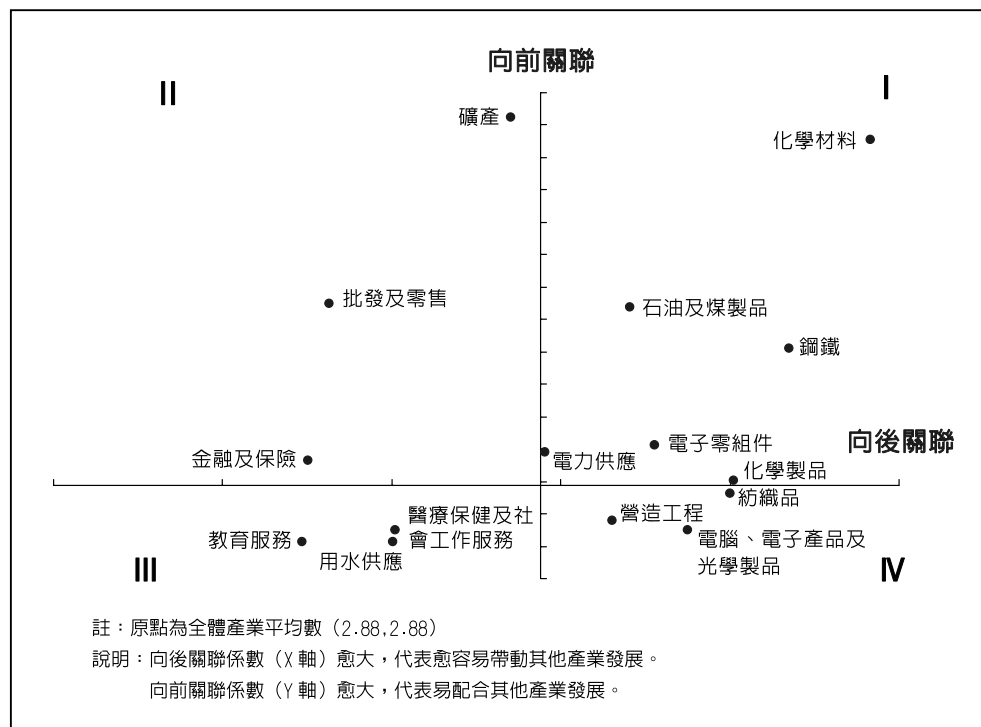 向前關聯
II
I
礦產
化學材料
批發及零售
石油及煤製品
鋼鐵
向後關聯
電子零組件
金融及保險
電力供應
化學製品
紡織品
醫療保健及社
會工作服務
營造工程
教育服務
用水供應
電腦、電子產品及
光學製品
III
IV
註：原點為全體產業平均數（2.88,2.88）
說明：向後關聯係數（X軸）愈大，代表愈容易帶動其他產業發展。
向前關聯係數（Y軸）愈大，代表易配合其他產業發展。